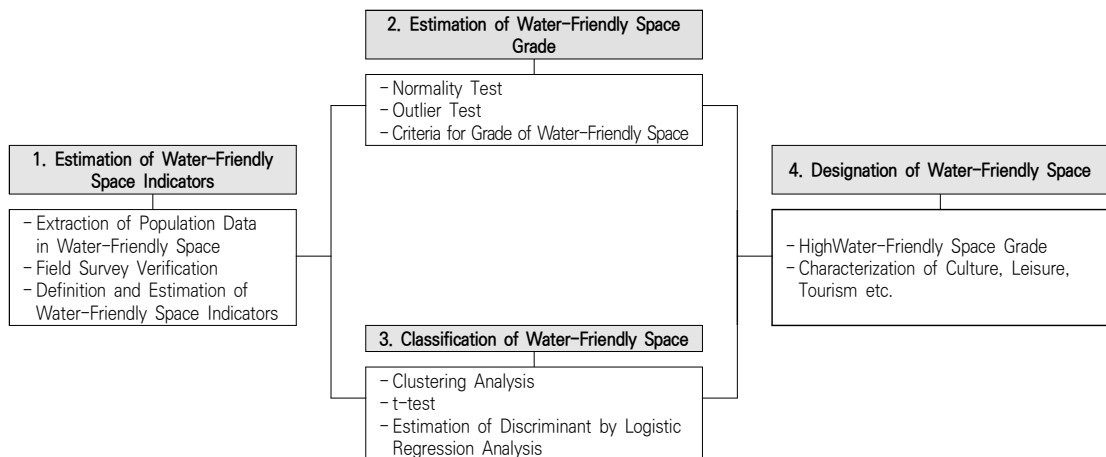 1. Estimation of Water-Friendly
Space Indicators
- Extraction of Population Data
in Water-Friendly Space
- Field Survey Verification
- Definition and Estimation of
Water-Friendly Space Indicators
2. Estimation of Water-Friendly Space
Grade
- Normality Test
- Outlier Test
- Criteria for Grade of Water-Friendly Space
3. Classification of Water-Friendly Space
- Clustering Analysis
- t-test
- Estimation of Discriminant by Logistic
Regression Analysis
4. Designation of Water-Friendly Space
- HighWater-Friendly Space Grade
- Characterization of Culture, Leisure,
Tourism etc.